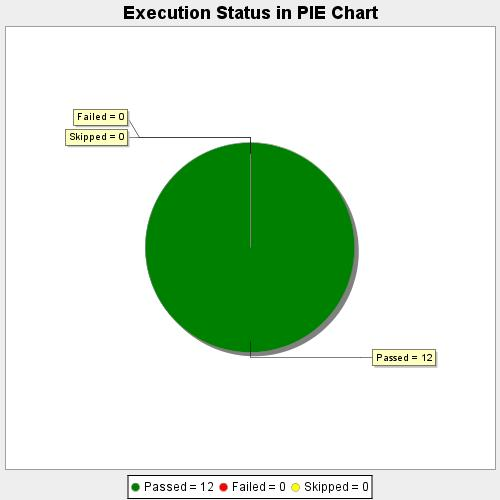 Execution Status in PIE Chart
Failed = 0
Skipped = 0
Passed = 12
Passed = 12 Failed = 0 Skipped = 0